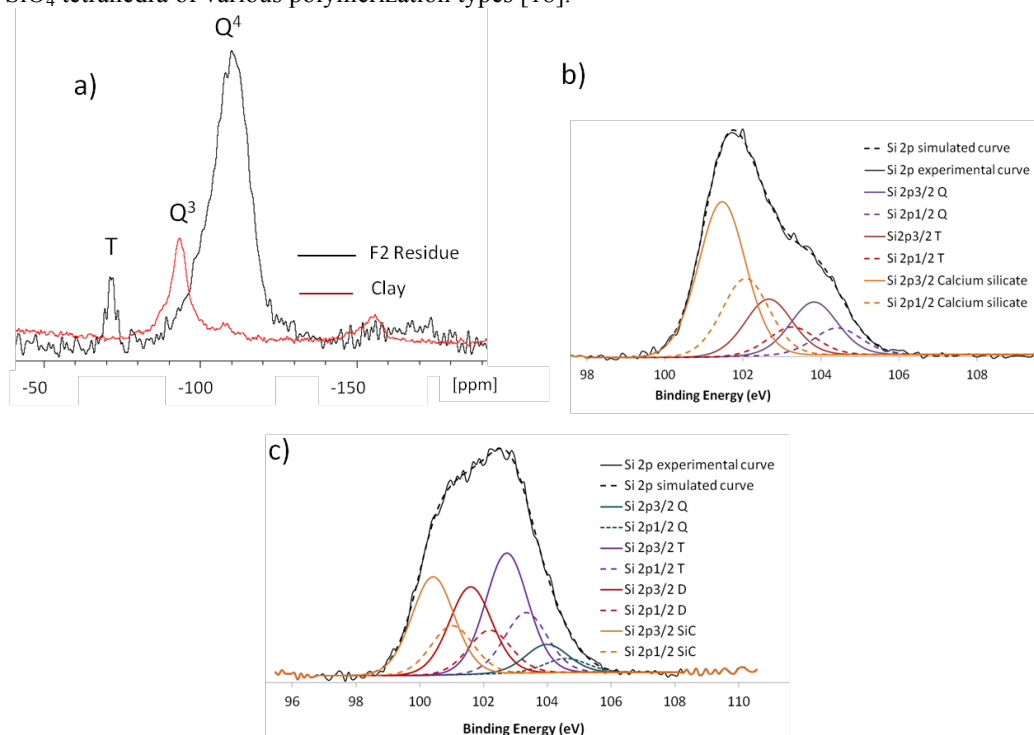 SiO₄ tetrahedra of various polymerization types [18].
a)
Q⁴
Q³
T
F2 Residue
Clay
-50
-100
-150
[ppm]
b)
Si 2p simulated curve
Si 2p experimental curve
Si 2p3/2 Q
Si 2p1/2 Q
Si2p3/2 T
Si 2p1/2 T
Si 2p3/2 Calcium silicate
Si 2p1/2 Calcium silicate
98 100 102 104 106 108
Binding Energy (eV)
c)
Si 2p experimental curve
Si 2p simulated curve
Si 2p3/2 Q
Si 2p1/2 Q
Si 2p3/2 T
Si 2p1/2 T
Si 2p3/2 D
Si 2p1/2 D
Si 2p3/2 SiC
Si 2p1/2 SiC
96 98 100 102 104 106 108 110
Binding Energy (eV)